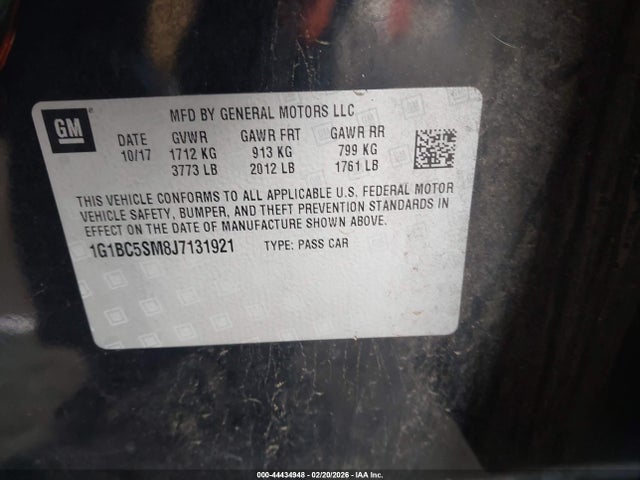 GM
MFD BY GENERAL MOTORS LLC
DATE GVWR GAWR FRT GAWR RR
10/17 1712 KG 913 KG 799 KG
3773 LB 2012 LB 1761 LB
THIS VEHICLE CONFORMS TO ALL APPLICABLE U.S. FEDERAL MOTOR
VEHICLE SAFETY, BUMPER, AND THEFT PREVENTION STANDARDS IN
EFFECT ON THE DATE OF MANUFACTURE SHOWN ABOVE.
1G1BC5SM8J7131921 TYPE: PASS CAR
000-44434948 - 02/20/2026 - IAA Inc.